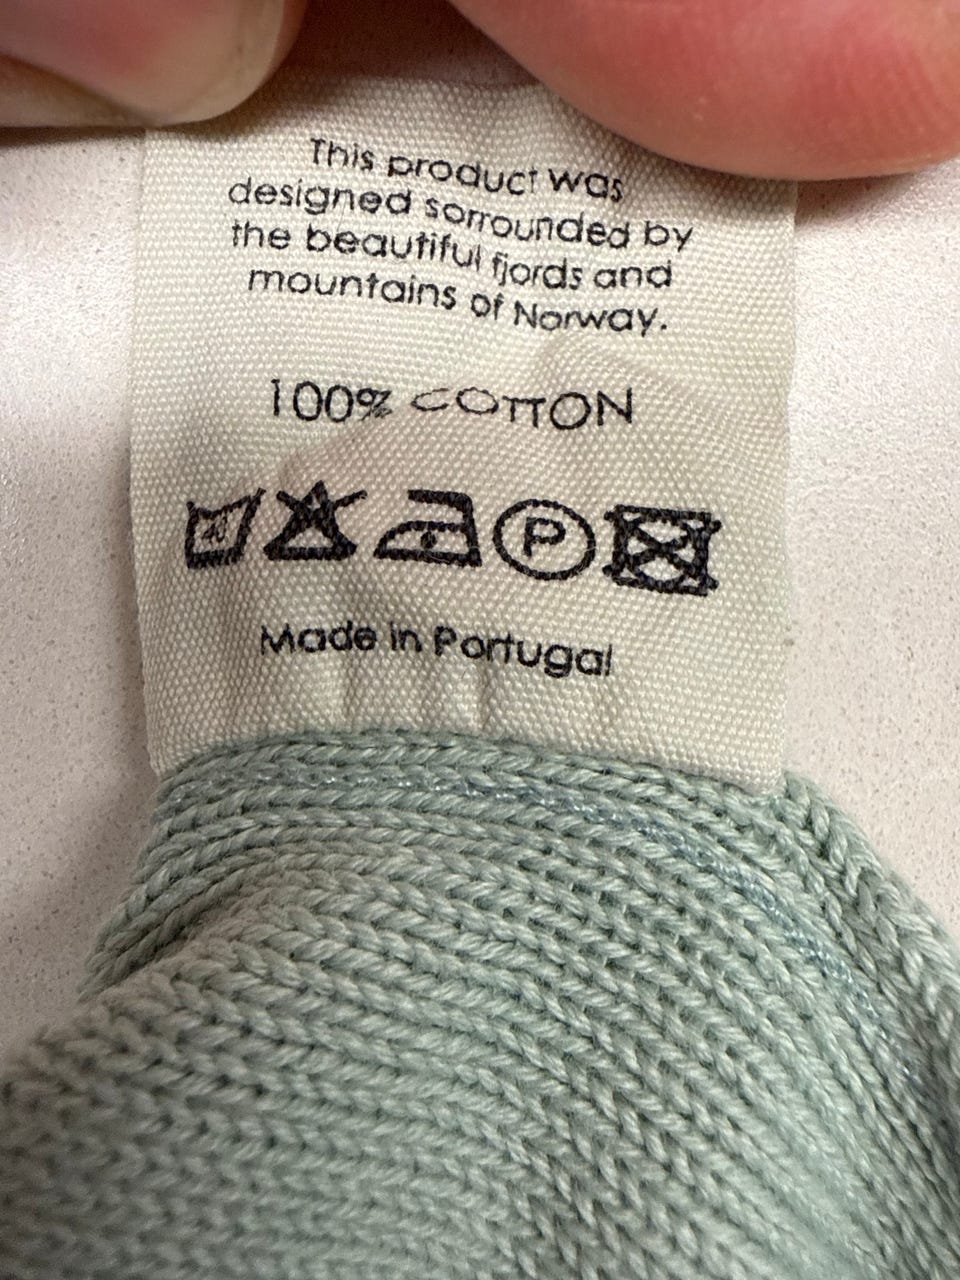 This product was
designed sorrounded by
the beautiful fjords and
mountains of Norway.
100% COTTON
P
Made in Portugal